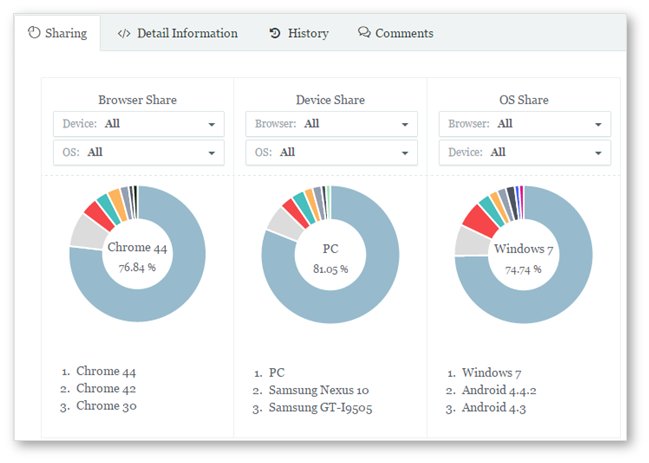 Sharing
Detail Information
History
Comments
Browser Share
Device: All
OS: All
Chrome 44
76.84 %
1. Chrome 44
2. Chrome 42
3. Chrome 30
Device Share
Browser: All
OS: All
PC
81.05 %
1. PC
2. Samsung Nexus 10
3. Samsung GT-I9505
OS Share
Browser: All
Device: All
Windows 7
74.74 %
1. Windows 7
2. Android 4.4.2
3. Android 4.3